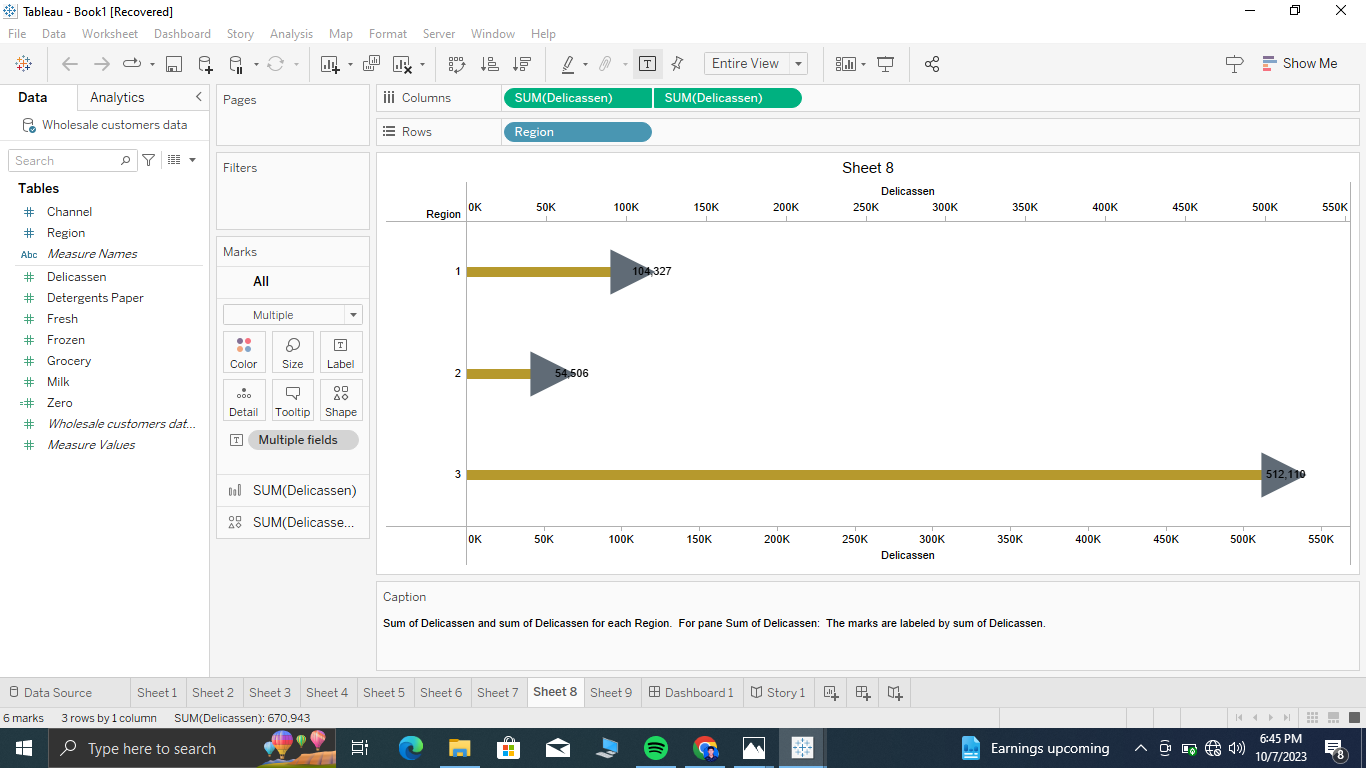 Tableau - Book1 [Recovered]
File Data Worksheet Dashboard Story Analysis Map Format Server Window Help
Entire View
Show Me
Data Analytics
Wholesale customers data
Search
Tables
Channel
Region
Abc Measure Names
Delicassen
Detergents Paper
Fresh
Frozen
Grocery
Milk
Zero
Wholesale customers dat...
Measure Values
Pages
Filters
Marks
All
Multiple
Color Size Label
Detail Tooltip Shape
Multiple fields
SUM(Delicassen)
SUM(Delicasse...
Columns SUM(Delicassen) SUM(Delicassen)
Rows Region
Sheet 8
Delicassen
Region 0K 50K 100K 150K 200K 250K 300K 350K 400K 450K 500K 550K
1 104,327
2 54,506
3 512,110
0K 50K 100K 150K 200K 250K 300K 350K 400K 450K 500K 550K
Delicassen
Caption
Sum of Delicassen and sum of Delicassen for each Region. For pane Sum of Delicassen: The marks are labeled by sum of Delicassen.
Data Source Sheet 1 Sheet 2 Sheet 3 Sheet 4 Sheet 5 Sheet 6 Sheet 7 Sheet 8 Sheet 9 Dashboard 1 Story 1
6 marks 3 rows by 1 column SUM(Delicassen): 670,943
Type here to search
Earnings upcoming
6:45 PM
10/7/2023
8